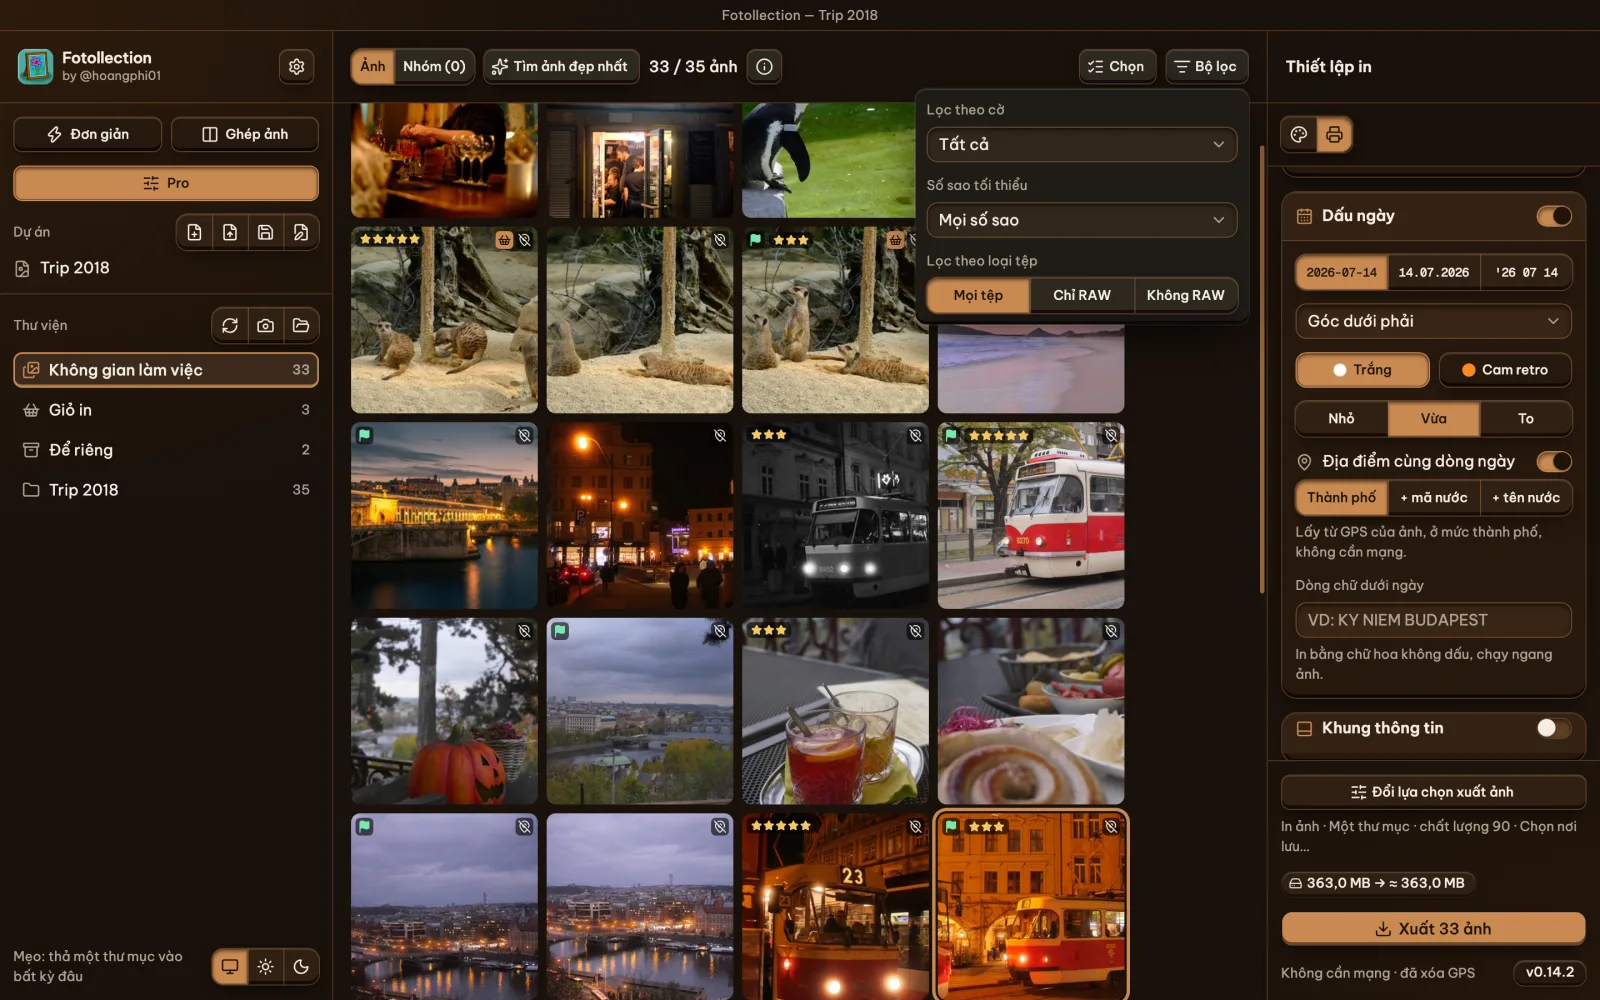 Fotollection — Trip 2018
Fotollection
by @hoangphi01
Đơn giản
Ghép ảnh
Pro
Dự án
Trip 2018
Thư viện
Không gian làm việc 33
Giỏ in 3
Để riêng 2
Trip 2018 35
Mẹo: thả một thư mục vào
bất kỳ đâu
Ảnh
Nhóm (0)
Tìm ảnh đẹp nhất
33 / 35 ảnh
Chọn
Bộ lọc
Lọc theo cờ
Tất cả
Số sao tối thiểu
Mọi số sao
Lọc theo loại tệp
Mọi tệp
Chỉ RAW
Không RAW
23
Thiết lập in
Dấu ngày
2026-07-14
14.07.2026
'26 07 14
Góc dưới phải
Trắng
Cam retro
Nhỏ
Vừa
To
Địa điểm cùng dòng ngày
Thành phố
+ mã nước
+ tên nước
Lấy từ GPS của ảnh, ở mức thành phố,
không cần mạng.
Dòng chữ dưới ngày
VD: KY NIEM BUDAPEST
In bằng chữ hoa không dấu, chạy ngang
ảnh.
Khung thông tin
Đổi lựa chọn xuất ảnh
In ảnh · Một thư mục · chất lượng 90 · Chọn nơi
lưu…
363,0 MB → ≈ 363,0 MB
Xuất 33 ảnh
Không cần mạng · đã xóa GPS
v0.14.2